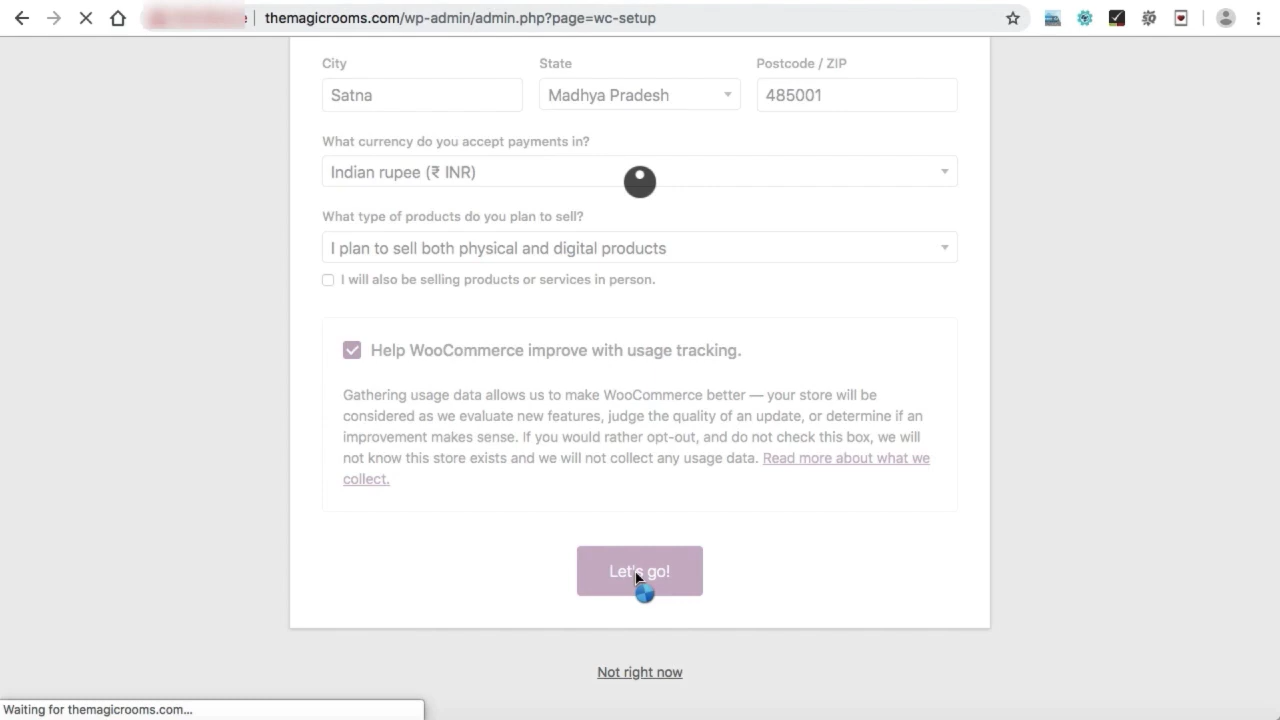 themagicrooms.com/wp-admin/admin.php?page=wc-setup
City State Postcode / ZIP
Satna Madhya Pradesh 485001
What currency do you accept payments in?
Indian rupee (₹ INR)
What type of products do you plan to sell?
I plan to sell both physical and digital products
I will also be selling products or services in person.
Help WooCommerce improve with usage tracking.
Gathering usage data allows us to make WooCommerce better — your store will be
considered as we evaluate new features, judge the quality of an update, or determine if an
improvement makes sense. If you would rather opt-out, and do not check this box, we will
not know this store exists and we will not collect any usage data. Read more about what we
collect.
Let's go!
Not right now
Waiting for themagicrooms.com...